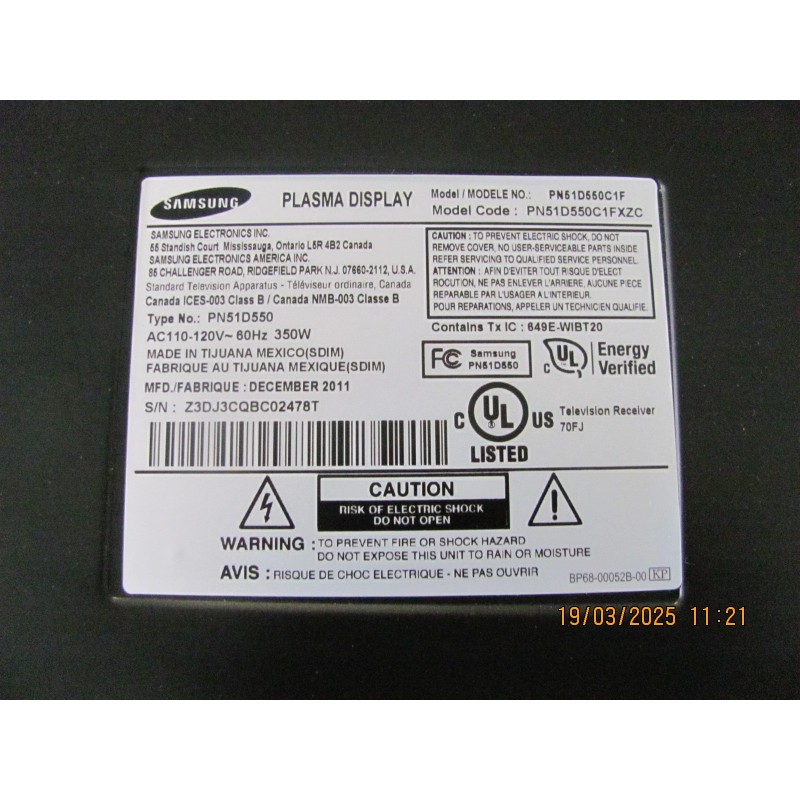 SAMSUNG
PLASMA DISPLAY
Model / MODELE NO.: PN51D550C1F
Model Code : PN51D550C1FXZC
SAMSUNG ELECTRONICS INC.
55 Standish Court Mississauga, Ontario L5R 4B2 Canada
SAMSUNG ELECTRONICS AMERICA INC.
85 CHALLENGER ROAD, RIDGEFIELD PARK N.J. 07660-2112, U.S.A.
Standard Television Apparatus - Téléviseur ordinaire, Canada
Canada ICES-003 Class B / Canada NMB-003 Classe B
Type No.: PN51D550
AC110-120V~ 60Hz 350W
MADE IN TIJUANA MEXICO(SDIM)
FABRIQUE AU TIJUANA MEXIQUE(SDIM)
MFD./FABRIQUE : DECEMBER 2011
S/N : Z3DJ3CQBC02478T
CAUTION : TO PREVENT ELECTRIC SHOCK, DO NOT
REMOVE COVER, NO USER-SERVICEABLE PARTS INSIDE.
REFER SERVICING TO QUALIFIED SERVICE PERSONNEL.
ATTENTION : AFIN D'EVITER TOUT RISQUE D'ELECT
ROCUTION, NE PAS ENLEVER L'ARRIERE, AUCUNE PIECE
REPARABLE PAR L'USAGER A L'INTERIEUR.
POUR REPARATIONS, APPELER UN TECHNICIEN QUALIFIE.
Contains Tx IC : 649E-WIBT20
FC Samsung
PN51D550
C UL Energy
Verified
C UL US
LISTED
Television Receiver
70FJ
CAUTION
RISK OF ELECTRIC SHOCK
DO NOT OPEN
WARNING : TO PREVENT FIRE OR SHOCK HAZARD
DO NOT EXPOSE THIS UNIT TO RAIN OR MOISTURE
AVIS : RISQUE DE CHOC ELECTRIQUE - NE PAS OUVRIR
BP68-00052B-00 KP
19/03/2025 11:21